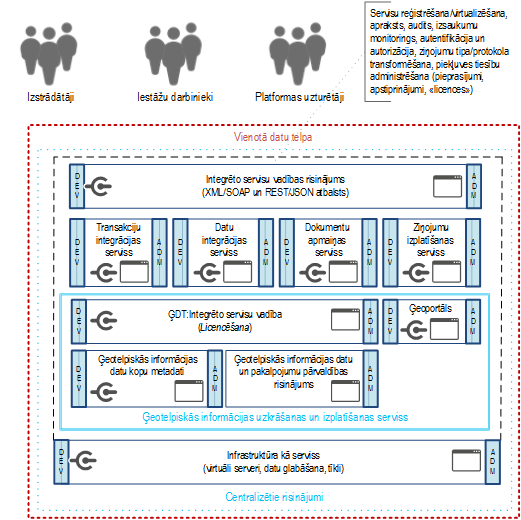 Servisu reģistrēšana/virtualizēšana,
apraksts, audits, izsaukumu
monitorings, autentifikācija un
autorizācija, ziņojumu tipa/protokola
transformēšana, piekļuves tiesību
administrēšana (pieprasījumi,
apstiprinājumi, «licences»)
Izstrādātāji
Iestāžu darbinieki
Platformas uzturētāji
Vienotā datu telpa
DEV
Integrēto servisu vadības risinājums
(XML/SOAP un REST/JSON atbalsts)
ADM
DEV
Transakciju
integrācijas
serviss
ADM
DEV
Datu
integrācijas
serviss
ADM
DEV
Dokumentu
apmaiņas
serviss
ADM
DEV
Ziņojumu
izplatīšanas
serviss
ADM
DEV
ĢDT:Integrēto servisu vadība
(Licencēšana)
ADM
DEV
Ģeoportāls
ADM
DEV
Ģeotelpiskās informācijas
datu kopu metadati
ADM
Ģeotelpiskās informācijas datu
un pakalpojumu pārvaldības
risinājums
ADM
Ģeotelpiskās informācijas uzkrāšanas un izplatīšanas serviss
DEV
Infrastruktūra kā serviss
(virtuāli serveri, datu glabāšana, tīkli)
ADM
Centralizētie risinājumi